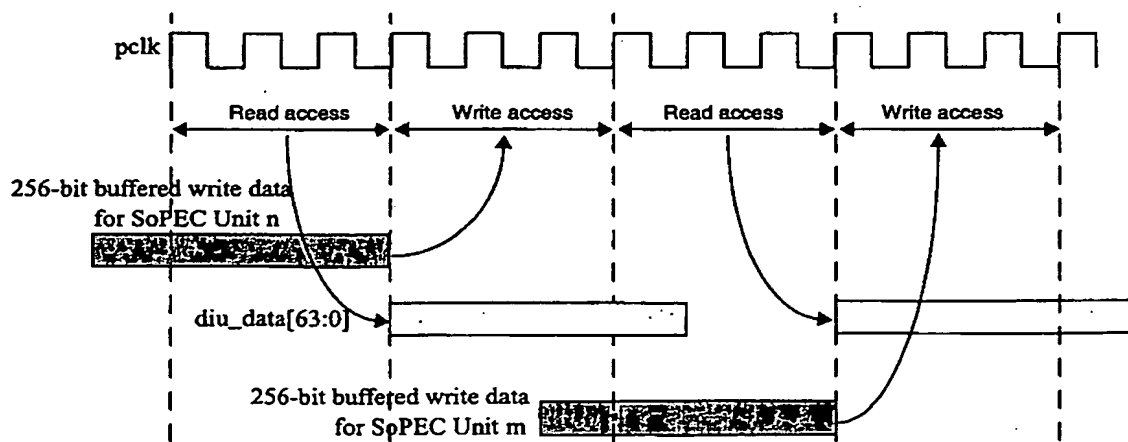 pclk
Read access
Write access
Read access
Write access
256-bit buffered write data
for SoPEC Unit n
diu_data[63:0]
256-bit buffered write data
for SoPEC Unit m